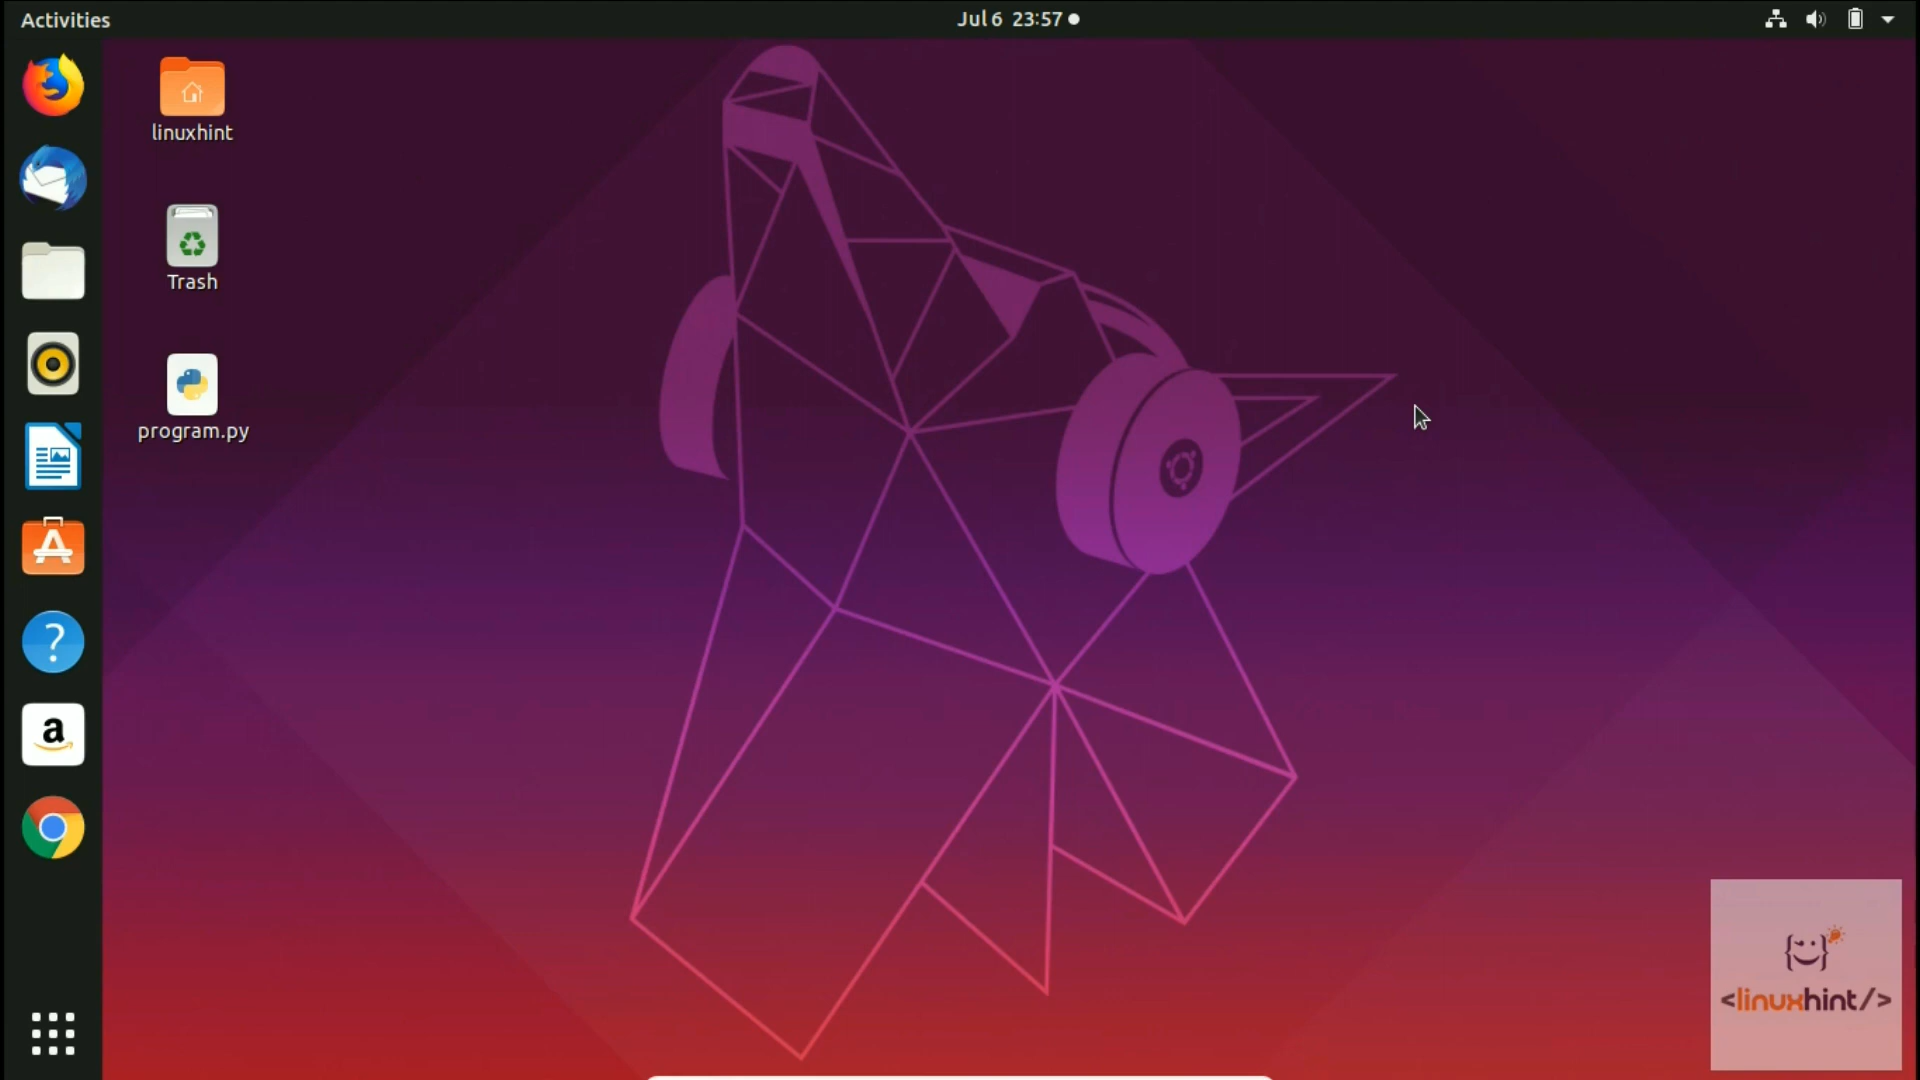 Activities
Jul 6 23:57
linuxhint
Trash
program.py
?
a
<linuxhint/>